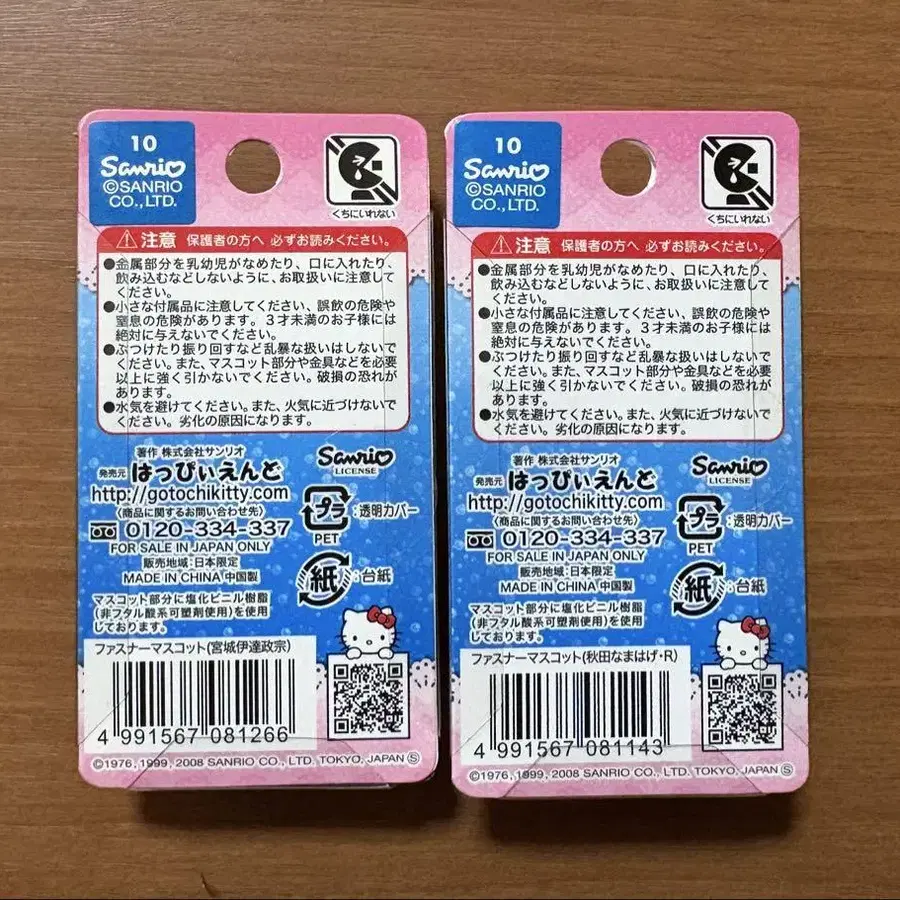 10
Sanrio
©SANRIO
CO., LTD.
くちにいれない
注意 保護者の方へ 必ずお読みください。
●金属部分を乳幼児がなめたり、口に入れたり、
飲み込むなどしないように、お取扱いに注意して
ください。
●小さな付属品に注意してください、誤飲の危険や
窒息の危険があります。3才未満のお子様には
絶対に与えないでください。
●ぶつけたり振り回すなど乱暴な扱いはしないで
ください。また、マスコット部分や金具などを必要
以上に強く引かないでください。破損の恐れが
あります。
●水気を避けてください。また、火気に近づけないで
ください。劣化の原因になります。
著作 株式会社サンリオ
発売元 はっぴぃえんど
http://gotochikitty.com
〈商品に関するお問い合わせ先〉
0120-334-337
FOR SALE IN JAPAN ONLY
販売地域:日本限定
MADE IN CHINA 中国製
Sanrio
LICENSE
プラ :透明カバー
PET
紙 :台紙
マスコット部分に塩化ビニル樹脂
(非フタル酸系可塑剤使用)を使用
しております。
ファスナーマスコット(宮城伊達政宗)
4 991567 081266
©1976, 1999, 2008 SANRIO CO., LTD. TOKYO, JAPAN Ⓢ
10
Sanrio
©SANRIO
CO., LTD.
くちにいれない
注意 保護者の方へ 必ずお読みください。
●金属部分を乳幼児がなめたり、口に入れたり、
飲み込むなどしないように、お取扱いに注意して
ください。
●小さな付属品に注意してください、誤飲の危険や
窒息の危険があります。3才未満のお子様には
絶対に与えないでください。
●ぶつけたり振り回すなど乱暴な扱いはしないで
ください。また、マスコット部分や金具などを必要
以上に強く引かないでください。破損の恐れが
あります。
●水気を避けてください。また、火気に近づけないで
ください。劣化の原因になります。
著作 株式会社サンリオ
発売元 はっぴぃえんど
http://gotochikitty.com
〈商品に関するお問い合わせ先〉
0120-334-337
FOR SALE IN JAPAN ONLY
販売地域:日本限定
MADE IN CHINA 中国製
Sanrio
LICENSE
プラ :透明カバー
PET
紙 :台紙
マスコット部分に塩化ビニル樹脂
(非フタル酸系可塑剤使用)を使用
しております。
ファスナーマスコット(秋田なまはげ・R)
4 991567 081143
©1976, 1999, 2008 SANRIO CO., LTD. TOKYO, JAPAN Ⓢ